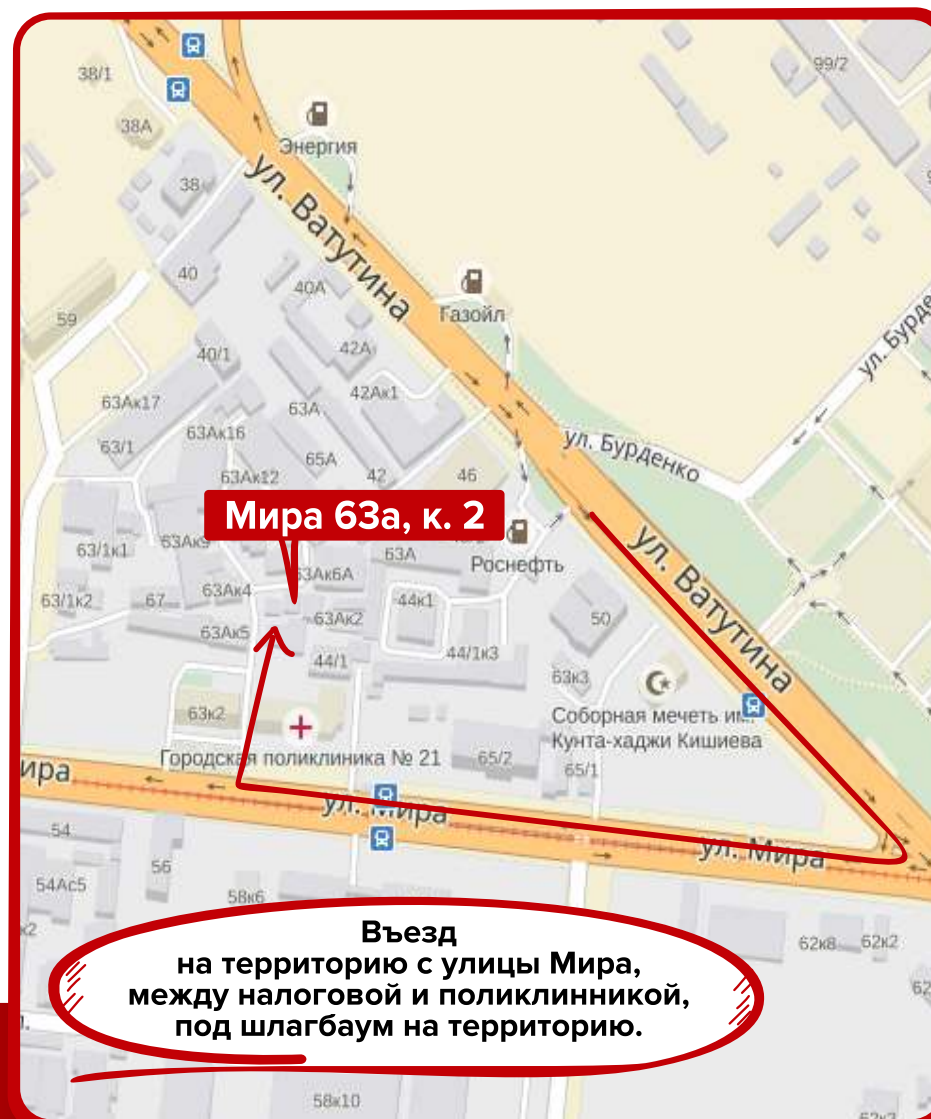 38/1
99/2
38А
Энергия
38
ул. Ватутина
40
40А
Газойл
59
ул. Бурде
40/1
42А
42Ак1
63Ак17
63А
63/1
63Ак16
ул. Бурденко
65А
63Ак12
42
46
Мира 63а, к. 2
ул. Ватутина
63/1к1
63А
Роснефть
63Ак6А
63Ак4
63/1к2
67
44к1
63Ак2
50
63Ак5
44/1
44/1к3
63к3
63к2
Соборная мечеть им.
Кунта-хаджи Кишиева
Городская поликлиника № 21
65/2
65/1
ира
ул. Мира
ул. Мира
54
56
54Ас5
58к6
к2
62к8
62к2
Въезд
на территорию с улицы Мира,
между налоговой и поликлинникой,
под шлагбаум на территорию.
58к10